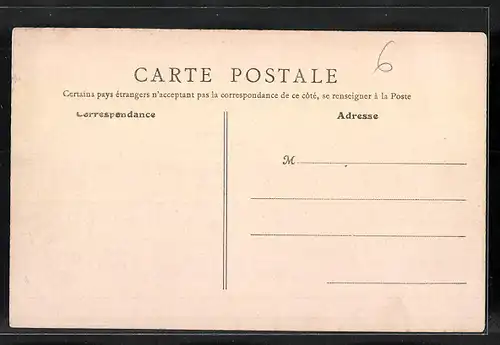 6
CARTE POSTALE
Certains pays étrangers n'acceptant pas la correspondance de ce côté, se renseigner à la Poste
Correspondance
Adresse
M